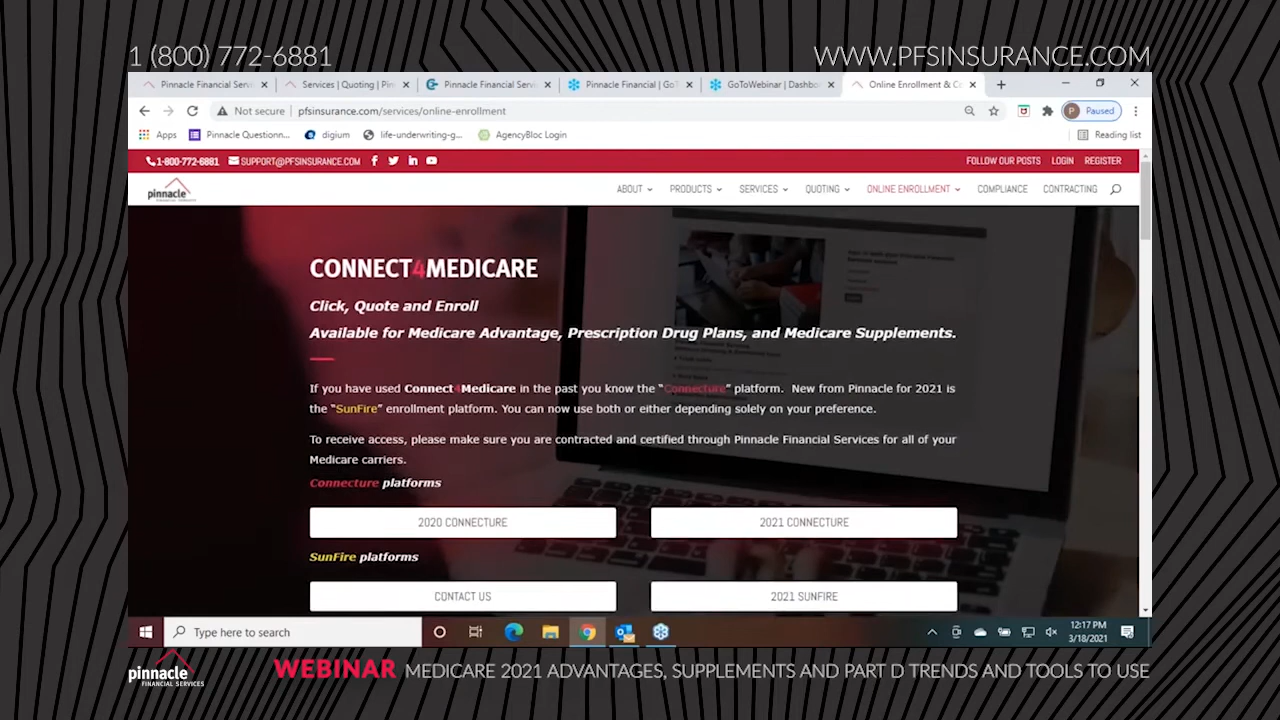 1 (800) 772-6881
WWW.PFSINSURANCE.COM
Pinnacle Financial Servi
Services | Quoting | Pin
Pinnacle Financial Servi
Pinnacle Financial | GoT
GoToWebinar | Dashbo
Online Enrollment & Co
Not secure | pfsinsurance.com/services/online-enrollment
P Paused
Apps
Pinnacle Questionn...
digium
life-underwriting-g...
AgencyBloc Login
Reading list
1-800-772-6881
SUPPORT@PFSINSURANCE.COM
FOLLOW OUR POSTS
LOGIN
REGISTER
pinnacle
FINANCIAL SERVICES
ABOUT
PRODUCTS
SERVICES
QUOTING
ONLINE ENROLLMENT
COMPLIANCE
CONTRACTING
CONNECT4MEDICARE
Click, Quote and Enroll
Available for Medicare Advantage, Prescription Drug Plans, and Medicare Supplements.
If you have used Connect4Medicare in the past you know the "Connecture" platform. New from Pinnacle for 2021 is
the "SunFire" enrollment platform. You can now use both or either depending solely on your preference.
To receive access, please make sure you are contracted and certified through Pinnacle Financial Services for all of your
Medicare carriers.
Connecture platforms
2020 CONNECTURE
2021 CONNECTURE
SunFire platforms
CONTACT US
2021 SUNFIRE
Type here to search
12:17 PM
3/18/2021
pinnacle
FINANCIAL SERVICES
WEBINAR MEDICARE 2021 ADVANTAGES, SUPPLEMENTS AND PART D TRENDS AND TOOLS TO USE